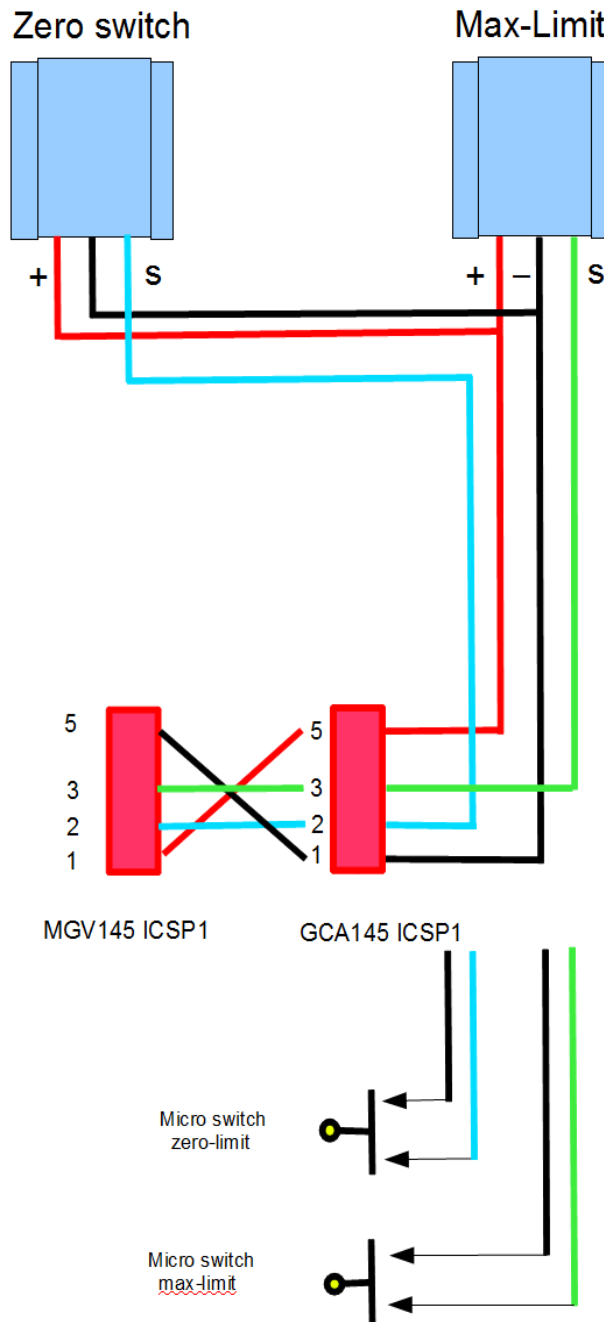 Zero switch
Max-Limit
+ s
+ – s
5
3
2
1
5
3
2
1
MGV145 ICSP1
GCA145 ICSP1
Micro switch
zero-limit
Micro switch
max-limit